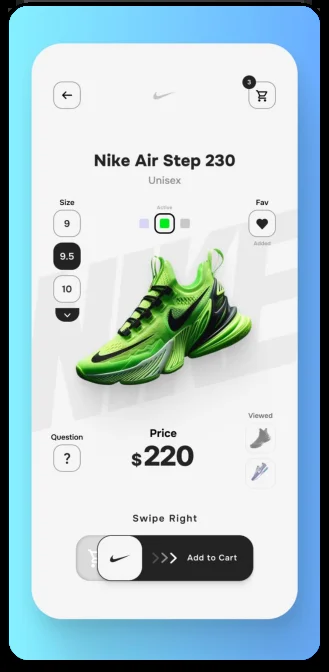 3
Nike Air Step 230
Unisex
Size
Active
Fav
9
Added
9.5
10
NIKE
Viewed
Question
Price
?
$220
Swipe Right
Add to Cart